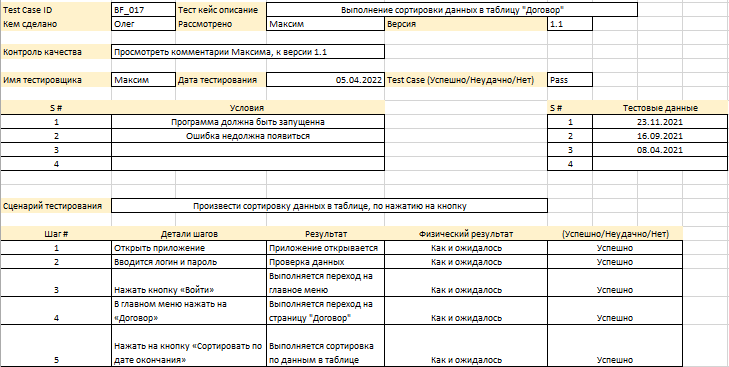 Test Case ID BF_017 Тест кейс описание Выполнение сортировки данных в таблицу "Договор"
Кем сделано Олег Рассмотрено Максим Версия 1.1
Контроль качества Просмотреть комментарии Максима, к версии 1.1
Имя тестировщика Максим Дата тестирования 05.04.2022 Test Case (Успешно/Неудачно/Нет) Pass
S # Условия S # Тестовые данные
1 Программа должна быть запущенна 1 23.11.2021
2 Ошибка недолжна появиться 2 16.09.2021
3 3 08.04.2021
4 4
Сценарий тестирования Произвести сортировку данных в таблице, по нажатию на кнопку
Шаг # Детали шагов Результат Физический результат (Успешно/Неудачно/Нет)
1 Открыть приложение Приложение открывается Как и ожидалось Успешно
2 Вводится логин и пароль Проверка данных Как и ожидалось Успешно
Выполняется переход на
3 Нажать кнопку «Войти» главное меню Как и ожидалось Успешно
В главном меню нажать на Выполняется переход на
4 «Договор» страницу "Договор" Как и ожидалось Успешно
Нажать на кнопку «Сортировать по Выполняется сортировка
5 дате окончания» по данным в таблице Как и ожидалось Успешно